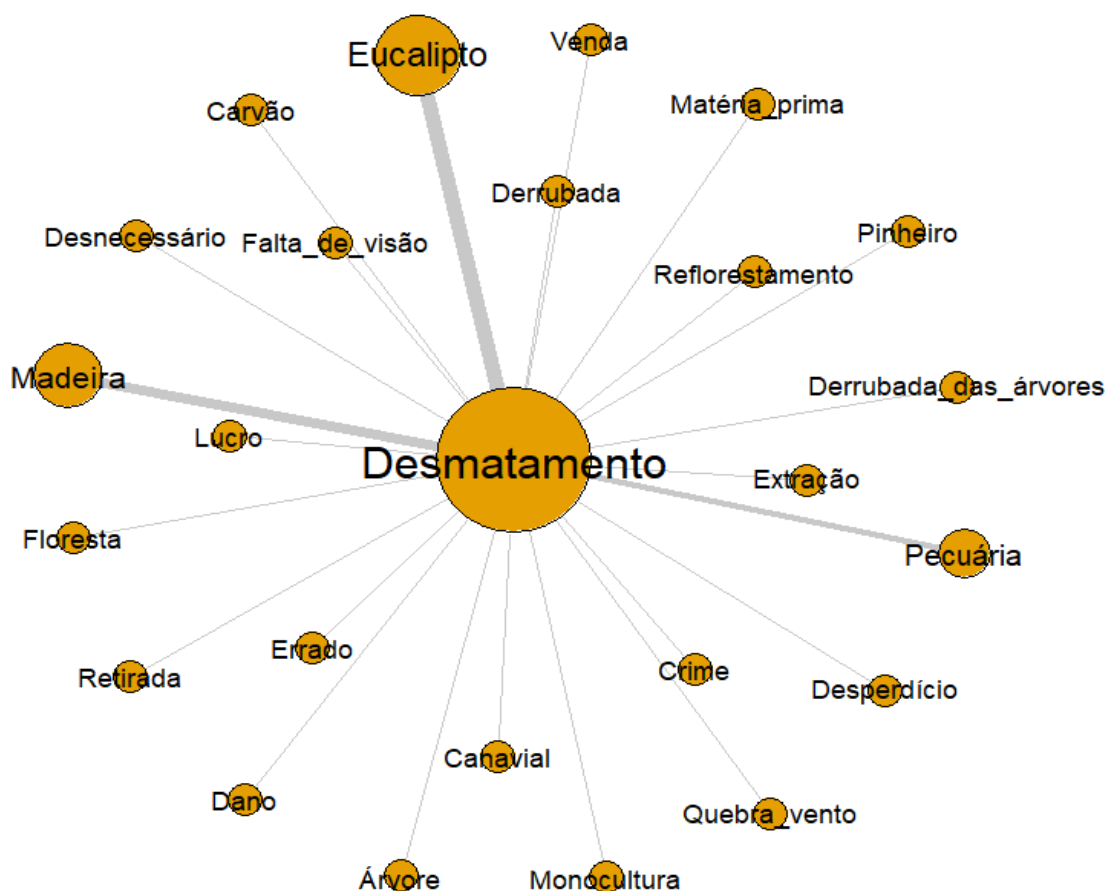 Venda
Eucalipto
Carvão
Matéria_prima
Derrubada
Pinheiro
Desnecessário
Falta_de_visão
Reflorestamento
Madeira
Derrubada_das_árvores
Lucro
Desmatamento
Extração
Floresta
Pecuária
Errado
Crime
Retirada
Desperdício
Canavial
Dano
Quebra_vento
Árvore
Monocultura